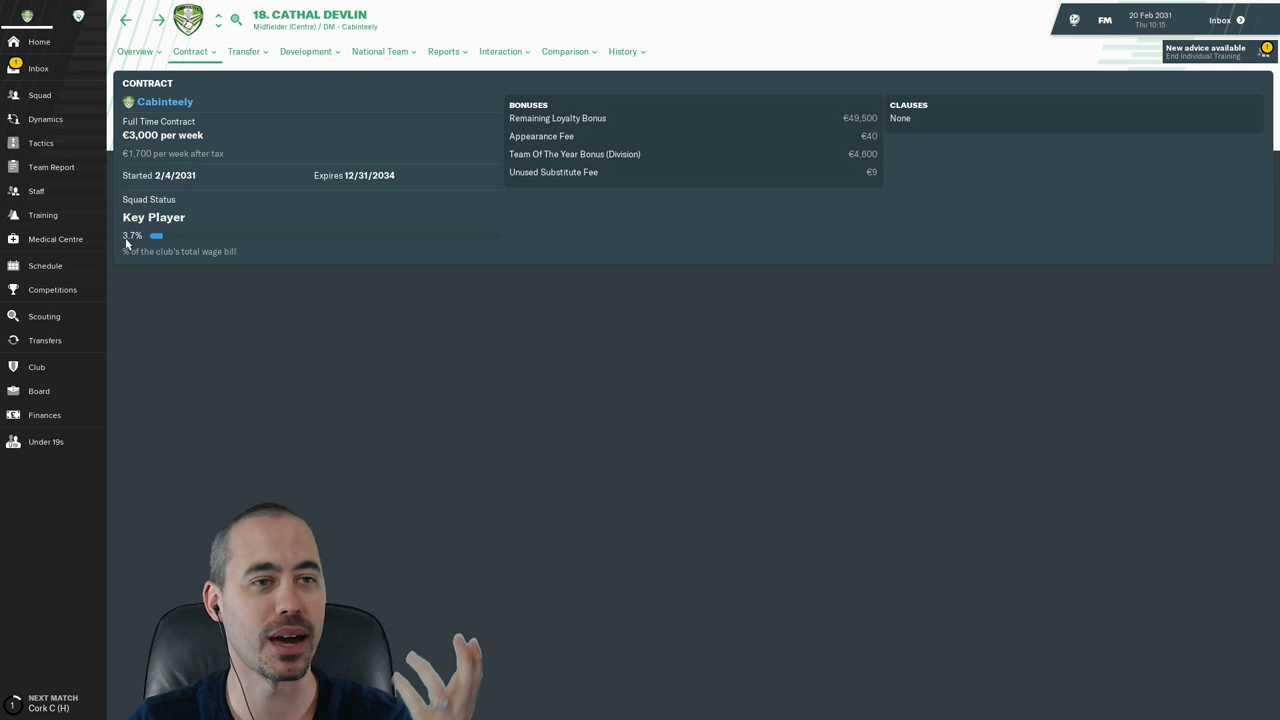 Home
1
Inbox
Squad
Dynamics
Tactics
Team Report
Staff
Training
Medical Centre
Schedule
Competitions
Scouting
Transfers
Club
Board
Finances
Under 19s
1
NEXT MATCH
Cork C (H)
18. CATHAL DEVLIN
Midfielder (Centre) / DM - Cabinteely
FM
20 Feb 2031
Thu 10:15
Inbox
New advice available
End Individual Training
1
Overview
Contract
Transfer
Development
National Team
Reports
Interaction
Comparison
History
CONTRACT
Cabinteely
Full Time Contract
€3,000 per week
€1,700 per week after tax
Started 2/4/2031
Expires 12/31/2034
Squad Status
Key Player
3.7%
% of the club's total wage bill
BONUSES
Remaining Loyalty Bonus €49,500
Appearance Fee €40
Team Of The Year Bonus (Division) €4,600
Unused Substitute Fee €9
CLAUSES
None